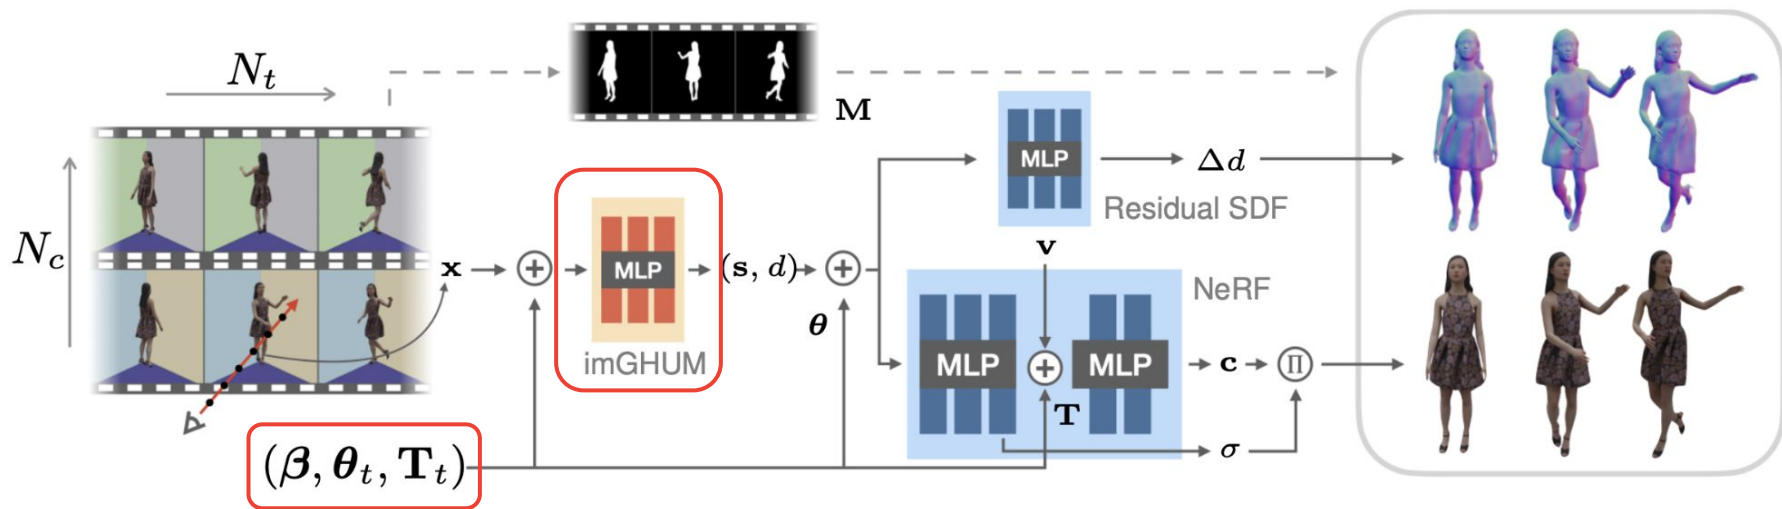 N_t
N_c
M
x
MLP
imGHUM
(s, d)
θ
MLP
Residual SDF
Δd
v
NeRF
MLP
MLP
T
c
Π
σ
(β, θ_t, T_t)